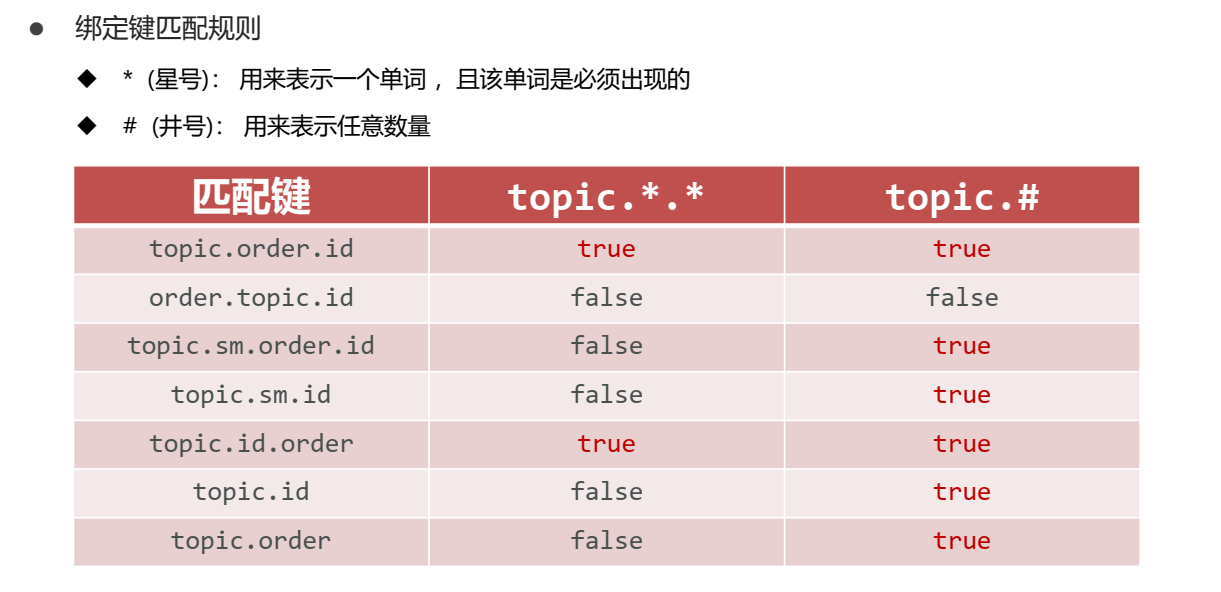 绑定键匹配规则
* (星号)： 用来表示一个单词 ，且该单词是必须出现的
# (井号)： 用来表示任意数量
匹配键 topic.*.* topic.#
topic.order.id true true
order.topic.id false false
topic.sm.order.id false true
topic.sm.id false true
topic.id.order true true
topic.id false true
topic.order false true